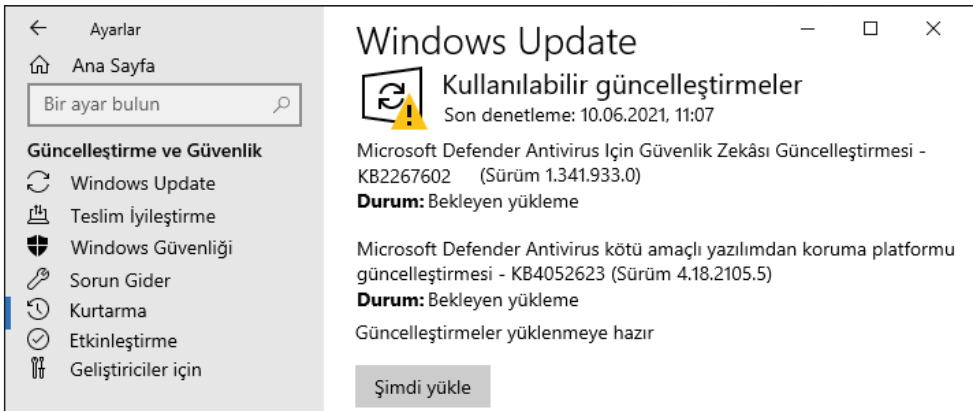 Ayarlar
Ana Sayfa
Bir ayar bulun
Güncelleştirme ve Güvenlik
Windows Update
Teslim İyileştirme
Windows Güvenliği
Sorun Gider
Kurtarma
Etkinleştirme
Geliştiriciler için
Windows Update
Kullanılabilir güncelleştirmeler
Son denetleme: 10.06.2021, 11:07
Microsoft Defender Antivirus Için Güvenlik Zekâsı Güncelleştirmesi -
KB2267602 (Sürüm 1.341.933.0)
Durum: Bekleyen yükleme
Microsoft Defender Antivirus kötü amaçlı yazılımdan koruma platformu
güncelleştirmesi - KB4052623 (Sürüm 4.18.2105.5)
Durum: Bekleyen yükleme
Güncelleştirmeler yüklenmeye hazır
Şimdi yükle